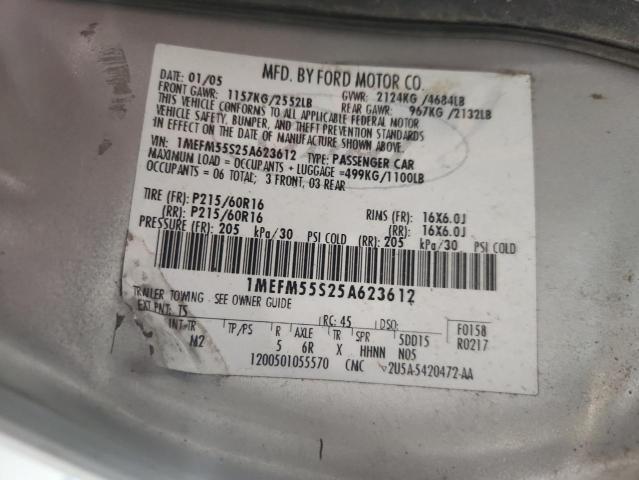 MFD. BY FORD MOTOR CO.
DATE: 01/05 GVWR: 2124KG /4684LB
FRONT GAWR: 1157KG/2552LB REAR GAWR: 967KG /2132LB
THIS VEHICLE CONFORMS TO ALL APPLICABLE FEDERAL MOTOR
VEHICLE SAFETY, BUMPER, AND THEFT PREVENTION STANDARDS
IN EFFECT ON THE DATE OF MANUFACTURE SHOWN ABOVE.
VIN: 1MEFM55S25A623612 TYPE: PASSENGER CAR
MAXIMUM LOAD = OCCUPANTS + LUGGAGE =499KG/1100LB
OCCUPANTS = 06 TOTAL; 3 FRONT, 03 REAR
TIRE (FR): P215/60R16 RIMS (FR): 16X6.0J
(RR): P215/60R16 (RR): 16X6.0J
PRESSURE (FR): 205 kPa/30 PSI COLD (RR): 205 kPa/30 PSI COLD
1MEFM55S25A623612
TRAILER TOWING - SEE OWNER GUIDE
EXT PNT: TS RC: 45 DSO: F0158
INT TR TP/PS R AXLE TR SPR 5DD15 R0217
M2 5 6R X HHNN N05
1200501055570 CNC ▽2U5A-5420472-AA